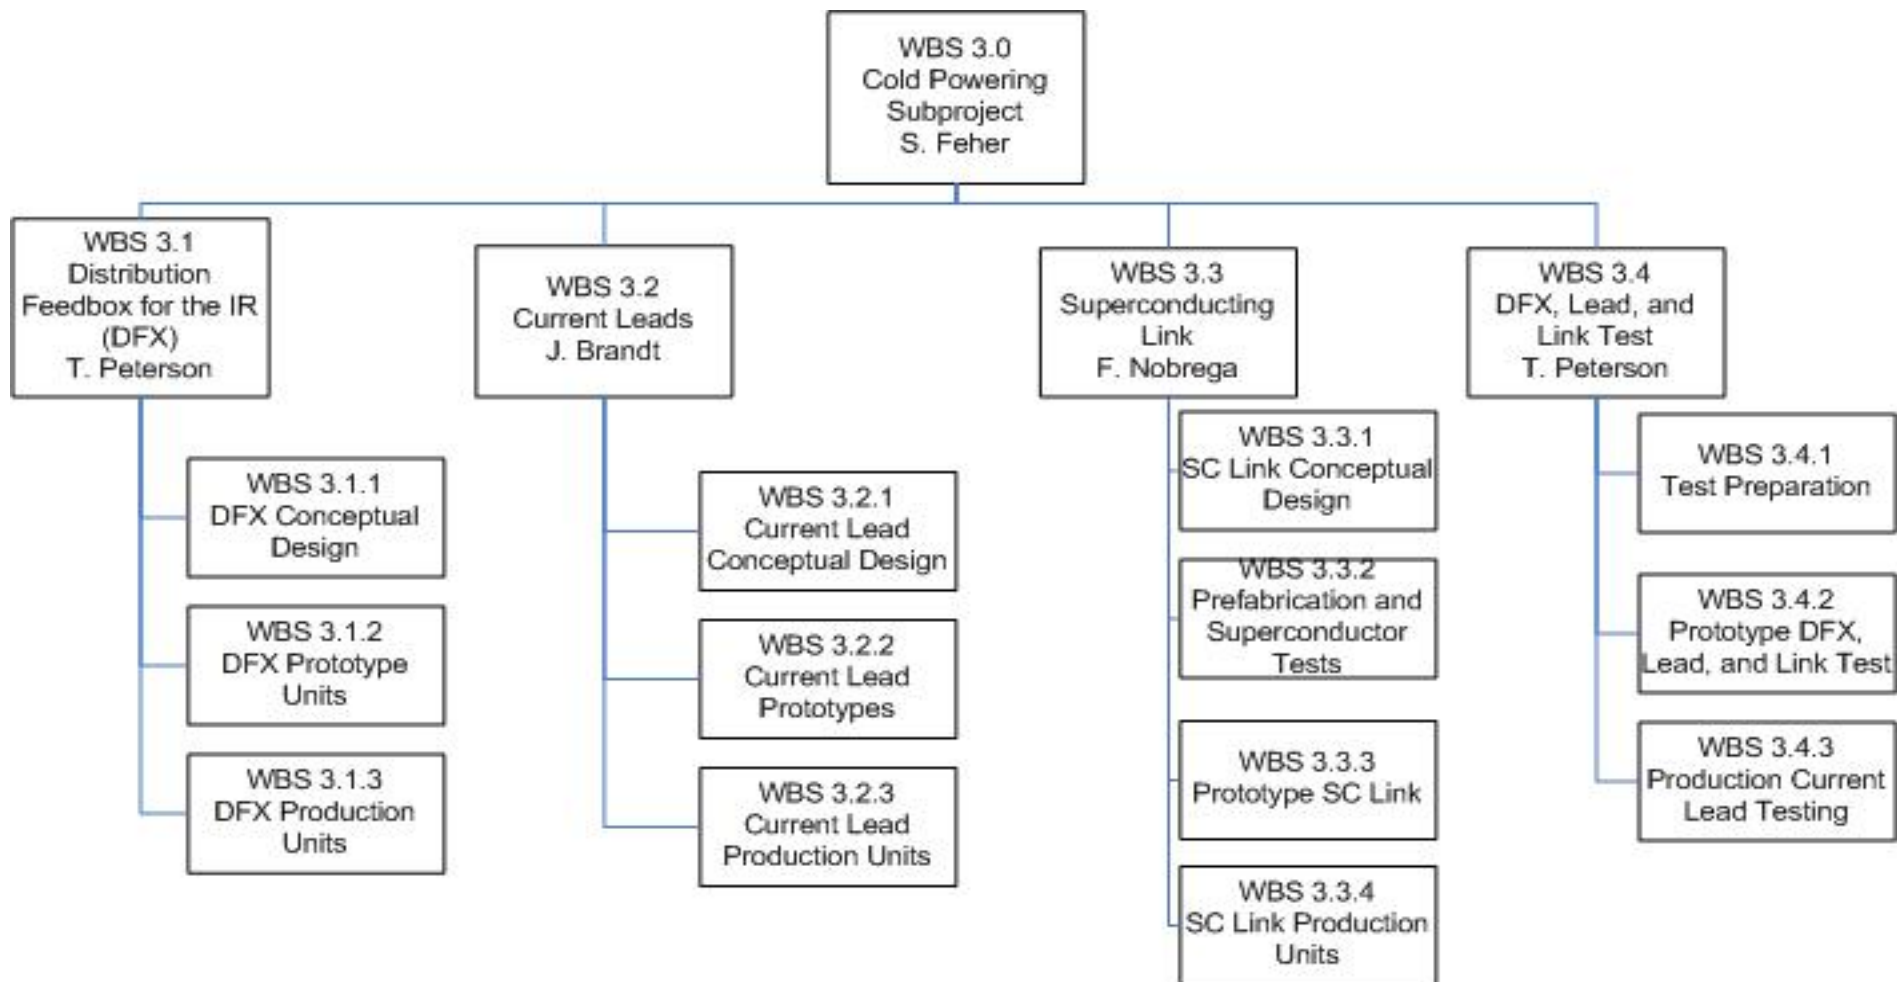 WBS 3.0
Cold Powering
Subproject
S. Feher
WBS 3.1
Distribution
Feedbox for the IR
(DFX)
T. Peterson
WBS 3.2
Current Leads
J. Brandt
WBS 3.3
Superconducting
Link
F. Nobrega
WBS 3.4
DFX, Lead, and
Link Test
T. Peterson
WBS 3.1.1
DFX Conceptual
Design
WBS 3.1.2
DFX Prototype
Units
WBS 3.1.3
DFX Production
Units
WBS 3.2.1
Current Lead
Conceptual Design
WBS 3.2.2
Current Lead
Prototypes
WBS 3.2.3
Current Lead
Production Units
WBS 3.3.1
SC Link Conceptual
Design
WBS 3.3.2
Prefabrication and
Superconductor
Tests
WBS 3.3.3
Prototype SC Link
WBS 3.3.4
SC Link Production
Units
WBS 3.4.1
Test Preparation
WBS 3.4.2
Prototype DFX,
Lead, and Link Test
WBS 3.4.3
Production Current
Lead Testing